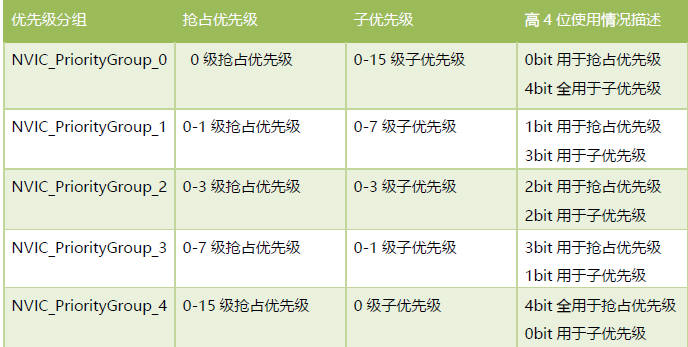 优先级分组 抢占优先级 子优先级 高 4 位使用情况描述
NVIC_PriorityGroup_0 0 级抢占优先级 0-15 级子优先级 0bit 用于抢占优先级
4bit 全用于子优先级
NVIC_PriorityGroup_1 0-1 级抢占优先级 0-7 级子优先级 1bit 用于抢占优先级
3bit 用于子优先级
NVIC_PriorityGroup_2 0-3 级抢占优先级 0-3 级子优先级 2bit 用于抢占优先级
2bit 用于子优先级
NVIC_PriorityGroup_3 0-7 级抢占优先级 0-1 级子优先级 3bit 用于抢占优先级
1bit 用于子优先级
NVIC_PriorityGroup_4 0-15 级抢占优先级 0 级子优先级 4bit 全用于抢占优先级
0bit 用于子优先级